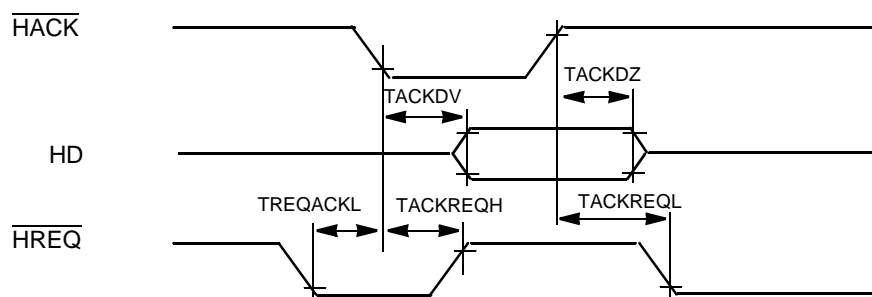 HACK
TACKDZ
TACKDV
HD
TREQACKL
TACKREQH
TACKREQL
HREQ